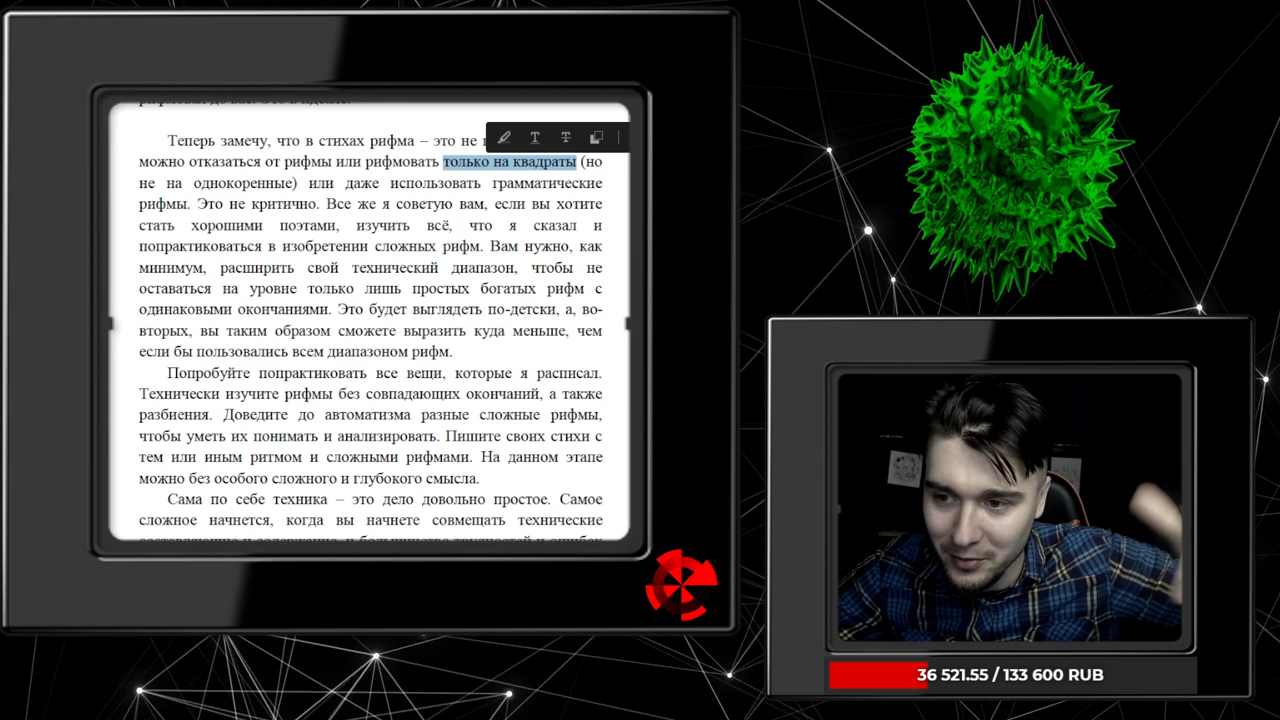 Теперь замечу, что в стихах рифма – это не
можно отказаться от рифмы или рифмовать только на квадраты (но
не на однокоренные) или даже использовать грамматические
рифмы. Это не критично. Все же я советую вам, если вы хотите
стать хорошими поэтами, изучить всё, что я сказал и
попрактиковаться в изобретении сложных рифм. Вам нужно, как
минимум, расширить свой технический диапазон, чтобы не
оставаться на уровне только лишь простых богатых рифм с
одинаковыми окончаниями. Это будет выглядеть по-детски, а, во-
вторых, вы таким образом сможете выразить куда меньше, чем
если бы пользовались всем диапазоном рифм.
Попробуйте попрактиковать все вещи, которые я расписал.
Технически изучите рифмы без совпадающих окончаний, а также
разбиения. Доведите до автоматизма разные сложные рифмы,
чтобы уметь их понимать и анализировать. Пишите своих стихи с
тем или иным ритмом и сложными рифмами. На данном этапе
можно без особого сложного и глубокого смысла.
Сама по себе техника – это дело довольно простое. Самое
сложное начнется, когда вы начнете совмещать технические
36 521.55 / 133 600 RUB